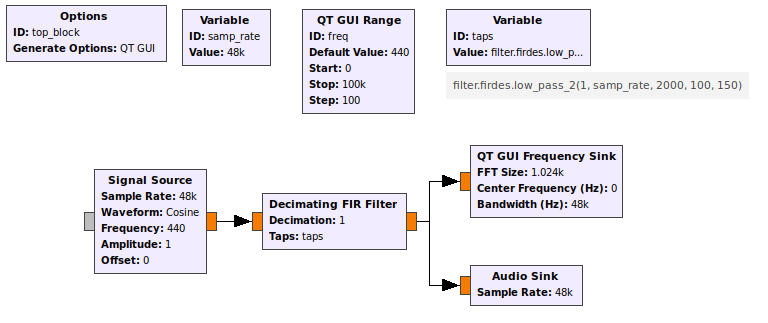 Options
ID: top_block
Generate Options: QT GUI
Variable
ID: samp_rate
Value: 48k
QT GUI Range
ID: freq
Default Value: 440
Start: 0
Stop: 100k
Step: 100
Variable
ID: taps
Value: filter.firdes.low_p...
filter.firdes.low_pass_2(1, samp_rate, 2000, 100, 150)
Signal Source
Sample Rate: 48k
Waveform: Cosine
Frequency: 440
Amplitude: 1
Offset: 0
Decimating FIR Filter
Decimation: 1
Taps: taps
QT GUI Frequency Sink
FFT Size: 1.024k
Center Frequency (Hz): 0
Bandwidth (Hz): 48k
Audio Sink
Sample Rate: 48k